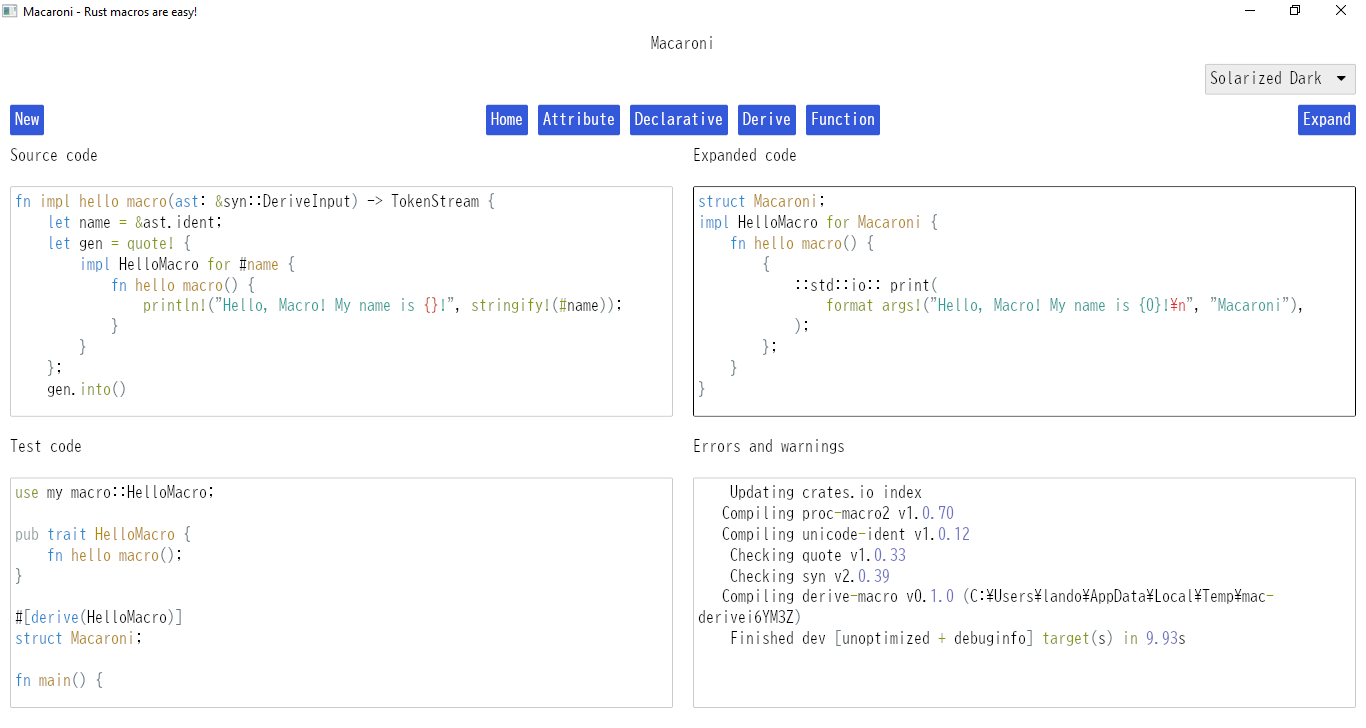 Macaroni - Rust macros are easy!
Macaroni
Solarized Dark
New
Home
Attribute
Declarative
Derive
Function
Expand
Source code
fn impl hello macro(ast: &syn::DeriveInput) -> TokenStream {
    let name = &ast.ident;
    let gen = quote! {
        impl HelloMacro for #name {
            fn hello macro() {
                println!("Hello, Macro! My name is {}!", stringify!(#name));
            }
        }
    };
    gen.into()
Expanded code
struct Macaroni;
impl HelloMacro for Macaroni {
    fn hello macro() {
        {
            ::std::io:: print(
                format args!("Hello, Macro! My name is {0}!¥n", "Macaroni"),
            );
        };
    }
}
Test code
use my macro::HelloMacro;
pub trait HelloMacro {
    fn hello macro();
}
#[derive(HelloMacro)]
struct Macaroni;
fn main() {
Errors and warnings
    Updating crates.io index
   Compiling proc-macro2 v1.0.70
   Compiling unicode-ident v1.0.12
    Checking quote v1.0.33
    Checking syn v2.0.39
   Compiling derive-macro v0.1.0 (C:¥Users¥lando¥AppData¥Local¥Temp¥mac-
derivei6YM3Z)
    Finished dev [unoptimized + debuginfo] target(s) in 9.93s